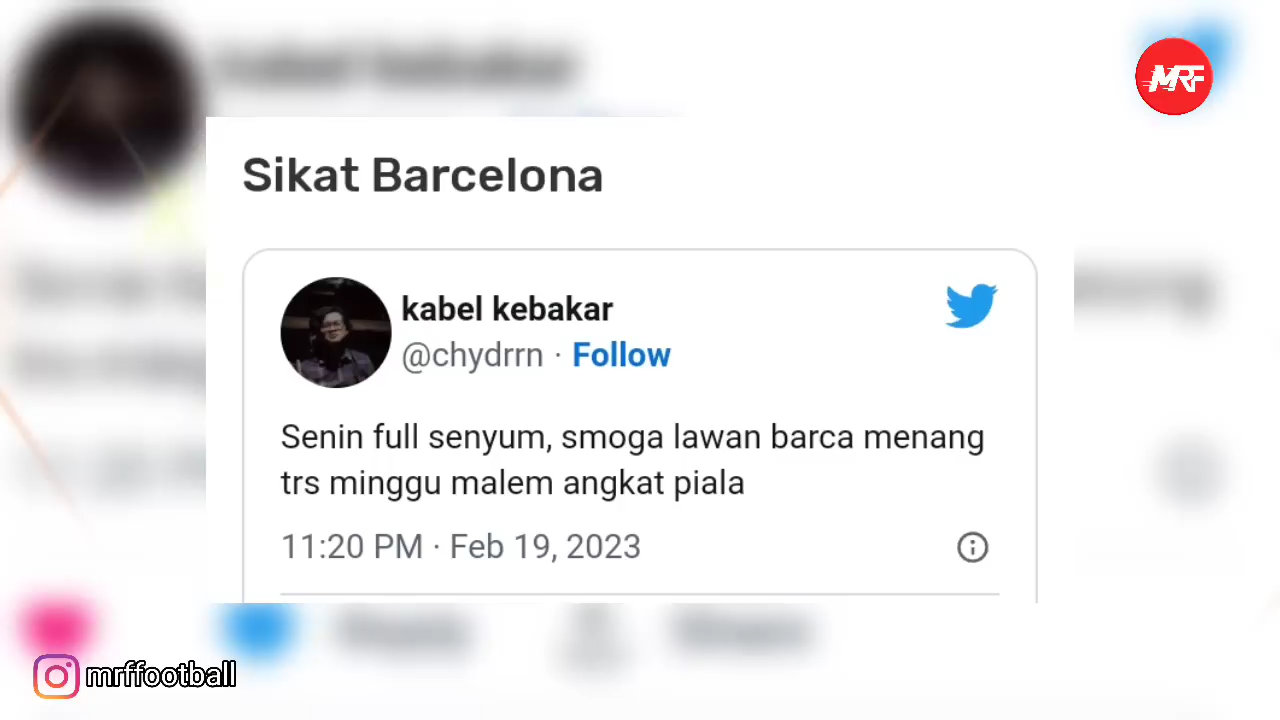 MRF
Sikat Barcelona
kabel kebakar
@chydrrn · Follow
Senin full senyum, smoga lawan barca menang
trs minggu malem angkat piala
11:20 PM · Feb 19, 2023
mrffootball